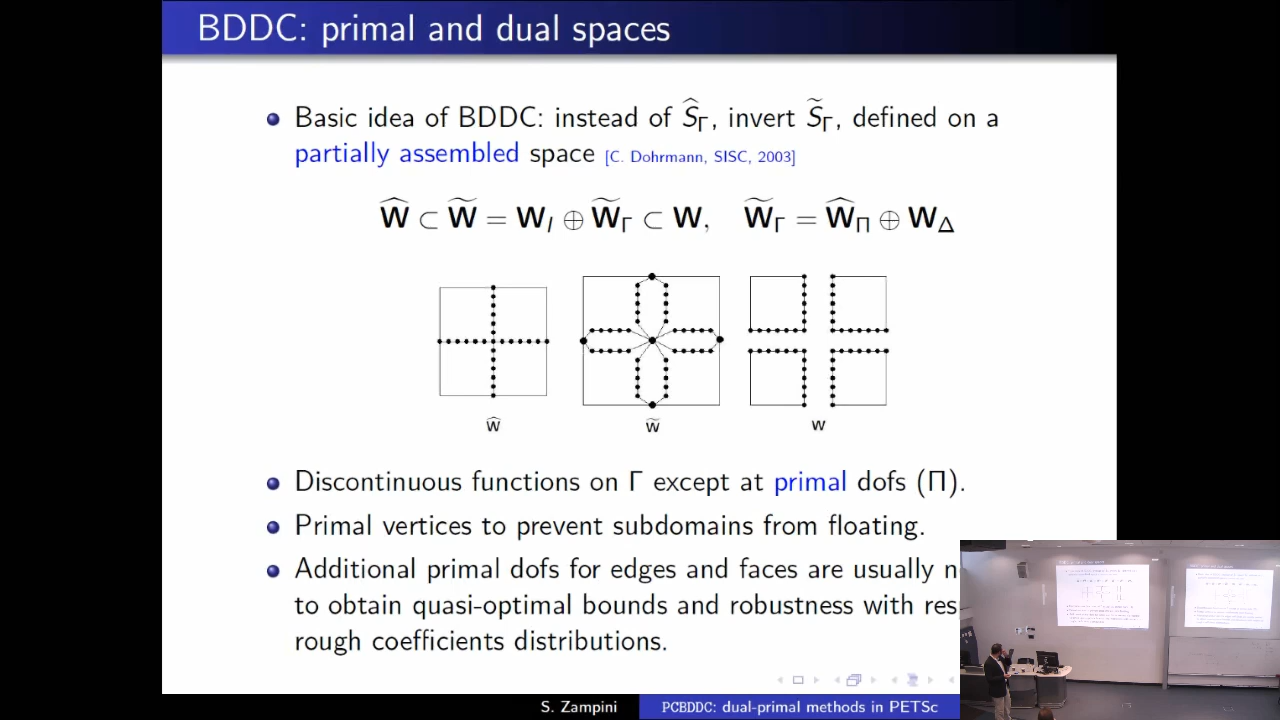 BDDC: primal and dual spaces
Basic idea of BDDC: instead of Ŝ_Γ, invert S̃_Γ, defined on a
partially assembled space [C. Dohrmann, SISC, 2003]
Ŵ ⊂ W̃ = W_I ⊕ W̃_Γ ⊂ W, W̃_Γ = Ŵ_Π ⊕ W_Δ
Ŵ W̃ W
Discontinuous functions on Γ except at primal dofs (Π).
Primal vertices to prevent subdomains from floating.
Additional primal dofs for edges and faces are usually n
to obtain quasi-optimal bounds and robustness with res
rough coefficients distributions.
S. Zampini PCBDDC: dual-primal methods in PETSc